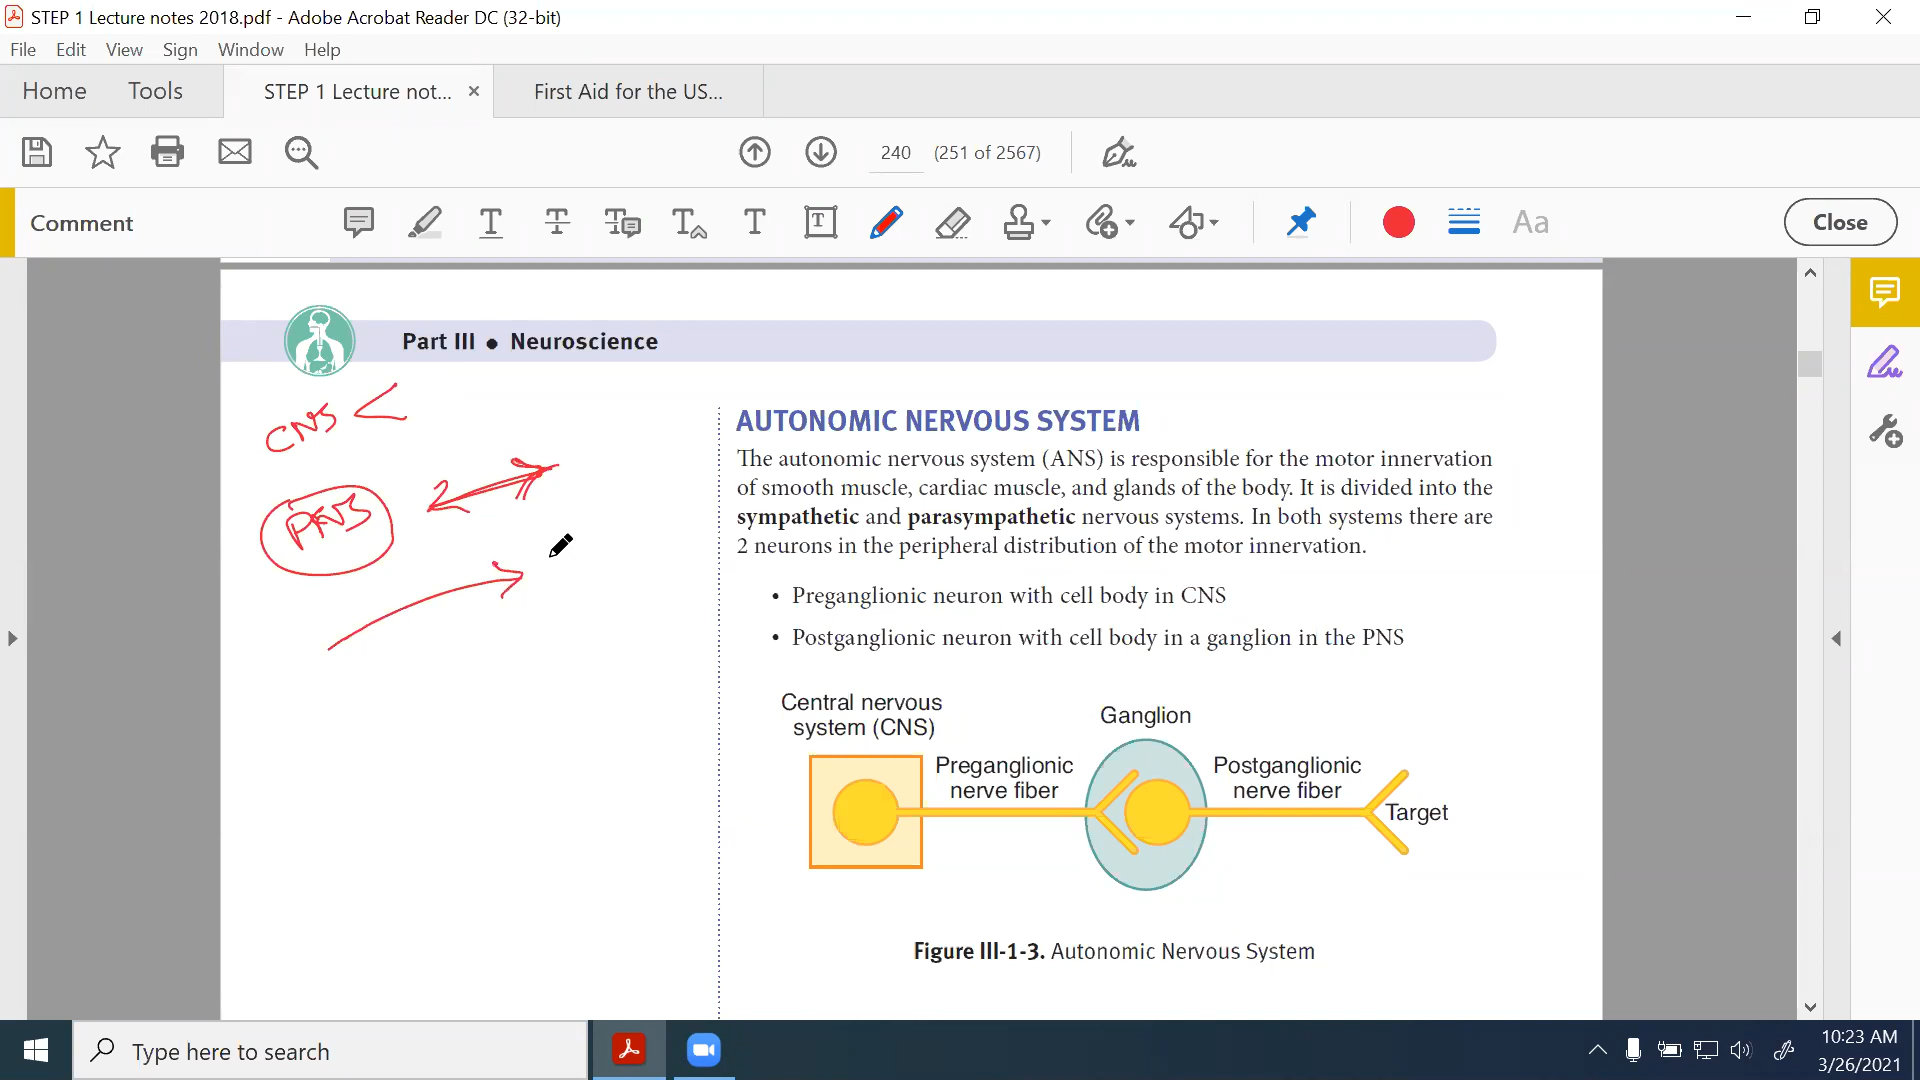 STEP 1 Lecture notes 2018.pdf - Adobe Acrobat Reader DC (32-bit)
File Edit View Sign Window Help
Home Tools STEP 1 Lecture not... × First Aid for the US...
240 (251 of 2567)
Comment
Aa
Close
Part III • Neuroscience
CNS <
PNS
AUTONOMIC NERVOUS SYSTEM
The autonomic nervous system (ANS) is responsible for the motor innervation
of smooth muscle, cardiac muscle, and glands of the body. It is divided into the
sympathetic and parasympathetic nervous systems. In both systems there are
2 neurons in the peripheral distribution of the motor innervation.
• Preganglionic neuron with cell body in CNS
• Postganglionic neuron with cell body in a ganglion in the PNS
Central nervous
system (CNS)
Ganglion
Preganglionic
nerve fiber
Postganglionic
nerve fiber
Target
Figure III-1-3. Autonomic Nervous System
Type here to search
10:23 AM
3/26/2021